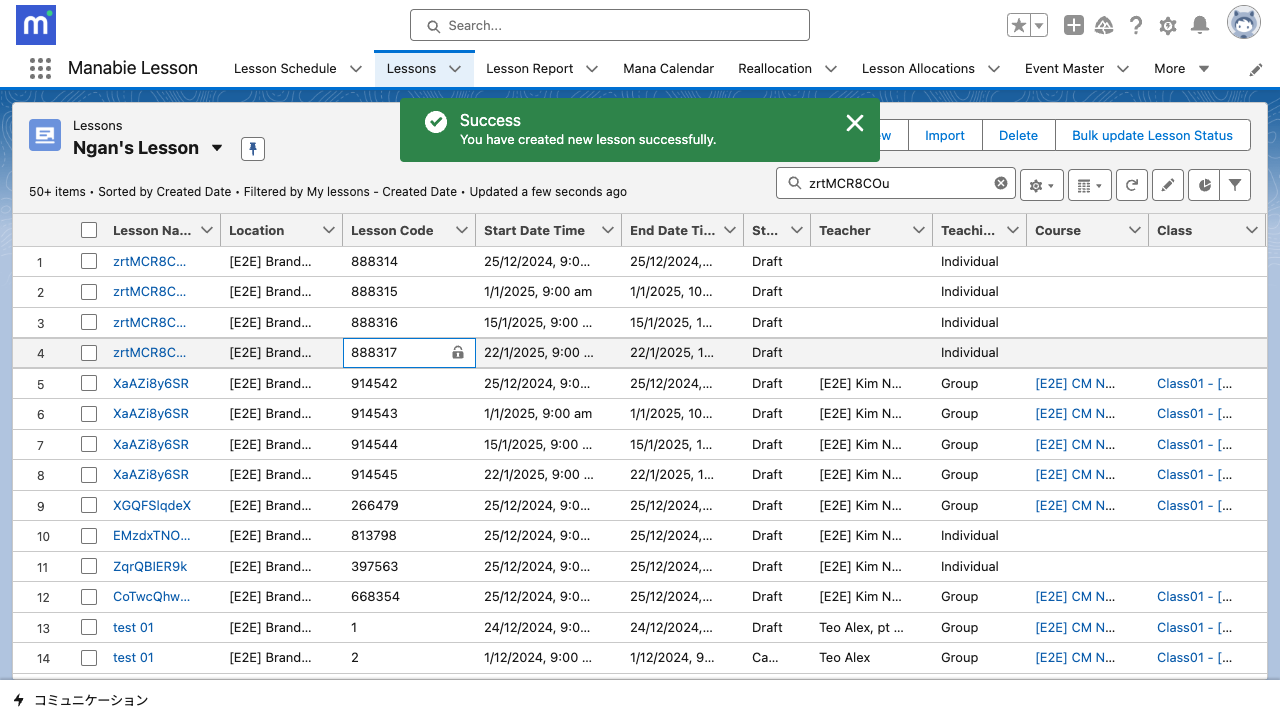 m
Search...
Manabie Lesson
Lesson Schedule
Lessons
Lesson Report
Mana Calendar
Reallocation
Lesson Allocations
Event Master
More
Lessons
Ngan's Lesson
Success
You have created new lesson successfully.
Import
Delete
Bulk update Lesson Status
50+ items • Sorted by Created Date • Filtered by My lessons - Created Date • Updated a few seconds ago
zrtMCR8COu
Lesson Na... Location Lesson Code Start Date Time End Date Ti... St... Teacher Teachi... Course Class
1 zrtMCR8C... [E2E] Brand... 888314 25/12/2024, 9:0... 25/12/2024,... Draft Individual
2 zrtMCR8C... [E2E] Brand... 888315 1/1/2025, 9:00 am 1/1/2025, 10... Draft Individual
3 zrtMCR8C... [E2E] Brand... 888316 15/1/2025, 9:00 ... 15/1/2025, 1... Draft Individual
4 zrtMCR8C... [E2E] Brand... 888317 22/1/2025, 9:00 ... 22/1/2025, 1... Draft Individual
5 XaAZi8y6SR [E2E] Brand... 914542 25/12/2024, 9:0... 25/12/2024,... Draft [E2E] Kim N... Group [E2E] CM N... Class01 - [...
6 XaAZi8y6SR [E2E] Brand... 914543 1/1/2025, 9:00 am 1/1/2025, 10... Draft [E2E] Kim N... Group [E2E] CM N... Class01 - [...
7 XaAZi8y6SR [E2E] Brand... 914544 15/1/2025, 9:00 ... 15/1/2025, 1... Draft [E2E] Kim N... Group [E2E] CM N... Class01 - [...
8 XaAZi8y6SR [E2E] Brand... 914545 22/1/2025, 9:00 ... 22/1/2025, 1... Draft [E2E] Kim N... Group [E2E] CM N... Class01 - [...
9 XGQFSlqdeX [E2E] Brand... 266479 25/12/2024, 9:0... 25/12/2024,... Draft [E2E] Kim N... Group [E2E] CM N... Class01 - [...
10 EMzdxTNO... [E2E] Brand... 813798 25/12/2024, 9:0... 25/12/2024,... Draft [E2E] Kim N... Individual
11 ZqrQBIER9k [E2E] Brand... 397563 25/12/2024, 9:0... 25/12/2024,... Draft [E2E] Kim N... Individual
12 CoTwcQhw... [E2E] Brand... 668354 25/12/2024, 9:0... 25/12/2024,... Draft [E2E] Kim N... Group [E2E] CM N... Class01 - [...
13 test 01 [E2E] Brand... 1 24/12/2024, 9:0... 24/12/2024,... Draft Teo Alex, pt ... Group [E2E] CM N... Class01 - [...
14 test 01 [E2E] Brand... 2 1/12/2024, 9:00 ... 1/12/2024, 9... Ca... Teo Alex Group [E2E] CM N... Class01 - [...
コミュニケーション